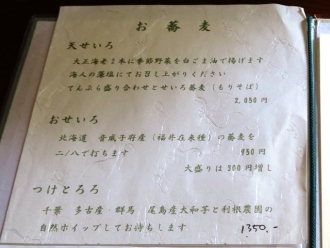 お蕎麦
天せいろ
大正海老2本に季節野菜を白ごま油で揚げます
海人の藻塩にてお召し上がりください
てんぷら盛り合わせとせいろ蕎麦(もりそば)
2,050円
おせいろ
北海道 音威子府産(福井在来種)の蕎麦を
二/八で打ちます 950円
大盛りは300円増し
つけとろろ
千葉 多古産・群馬 尾島産大和芋と利根農園の
自然ホイップしてお待ちします 1350.-